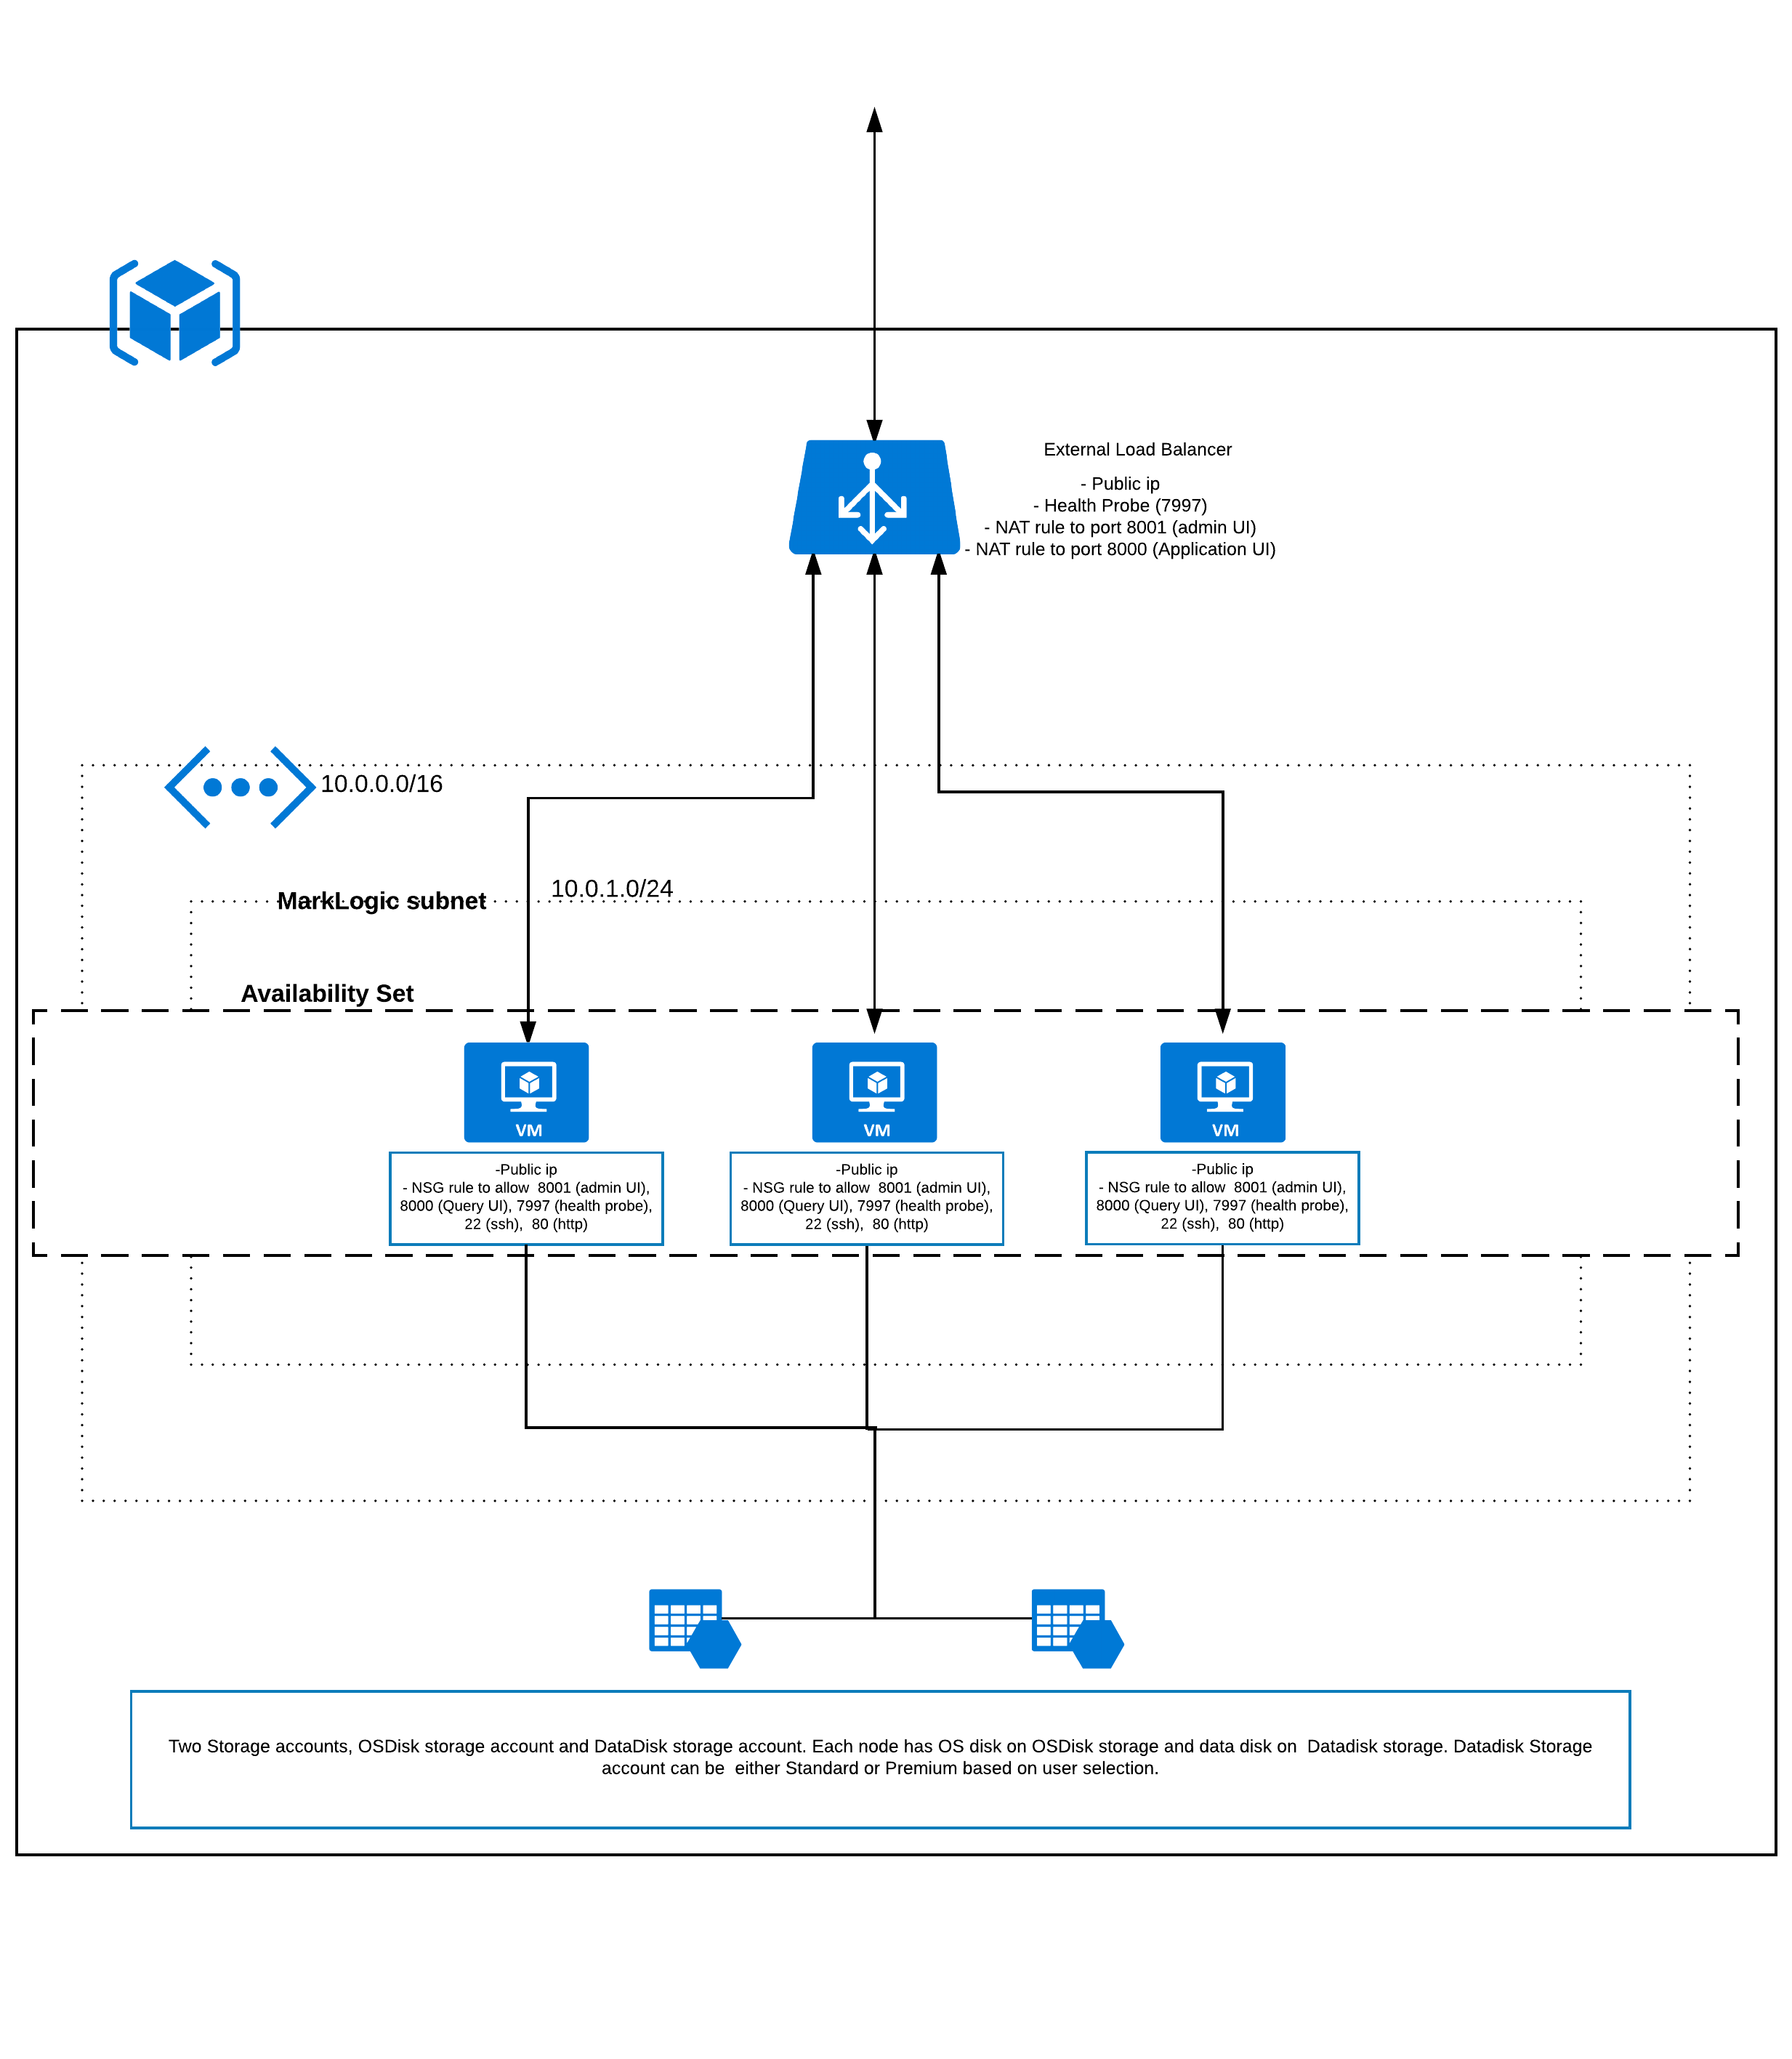 External Load Balancer
- Public ip
- Health Probe (7997)
- NAT rule to port 8001 (admin UI)
- NAT rule to port 8000 (Application UI)
10.0.0.0/16
10.0.1.0/24
MarkLogic subnet
Availability Set
VM
VM
VM
-Public ip
- NSG rule to allow  8001 (admin UI),
8000 (Query UI), 7997 (health probe),
22 (ssh),  80 (http)
-Public ip
- NSG rule to allow  8001 (admin UI),
8000 (Query UI), 7997 (health probe),
22 (ssh),  80 (http)
-Public ip
- NSG rule to allow  8001 (admin UI),
8000 (Query UI), 7997 (health probe),
22 (ssh),  80 (http)
Two Storage accounts, OSDisk storage account and DataDisk storage account. Each node has OS disk on OSDisk storage and data disk on  Datadisk storage. Datadisk Storage
account can be  either Standard or Premium based on user selection.